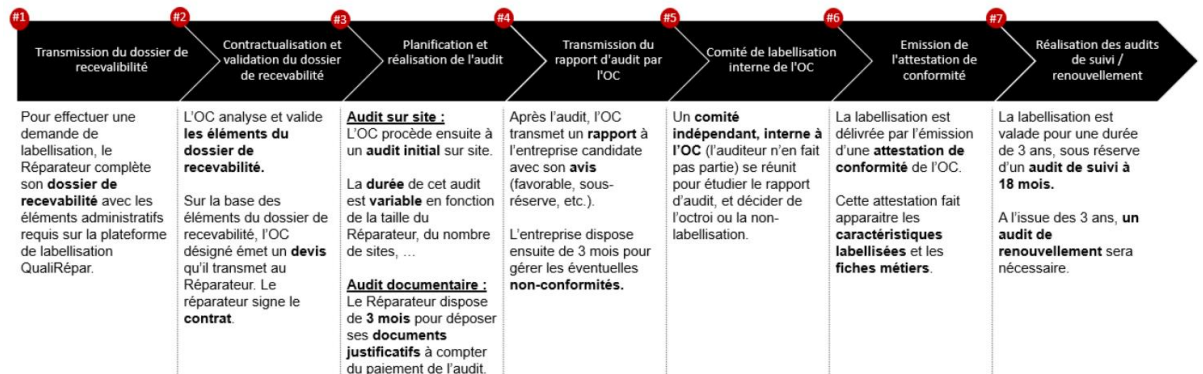 #1
Transmission du dossier de
recevalibilité
Pour effectuer une
demande de
labellisation, le
Réparateur complète
son dossier de
recevabilité avec les
éléments administratifs
requis sur la plateforme
de labellisation
QualiRépar.
#2
Contractualisation et
validation du dossier
de recevabilité
L'OC analyse et valide
les éléments du
dossier de
recevabilité.
Sur la base des
éléments du dossier de
recevabilité, l'OC
désigné émet un devis
qu'il transmet au
Réparateur. Le
réparateur signe le
contrat.
#3
Planification et
réalisation de l'audit
Audit sur site :
L'OC procède ensuite à
un audit initial sur site.
La durée de cet audit
est variable en fonction
de la taille du
Réparateur, du nombre
de sites, …
Audit documentaire :
Le Réparateur dispose
de 3 mois pour déposer
ses documents
justificatifs à compter
du paiement de l'audit.
#4
Transmission du
rapport d'audit par
l'OC
Après l'audit, l'OC
transmet un rapport à
l'entreprise candidate
avec son avis
(favorable, sous-
réserve, etc.).
L'entreprise dispose
ensuite de 3 mois pour
gérer les éventuelles
non-conformités.
#5
Comité de labellisation
interne de l'OC
Un comité
indépendant, interne à
l'OC (l'auditeur n'en fait
pas partie) se réunit
pour étudier le rapport
d'audit, et décider de
l'octroi ou la non-
labellisation.
#6
Emission de
l'attestation de
conformité
La labellisation est
délivrée par l'émission
d'une attestation de
conformité de l'OC.
Cette attestation fait
apparaitre les
caractéristiques
labellisées et les
fiches métiers.
#7
Réalisation des audits
de suivi /
renouvellement
La labellisation est
valade pour une durée
de 3 ans, sous réserve
d'un audit de suivi à
18 mois.
A l'issue des 3 ans, un
audit de
renouvellement sera
nécessaire.